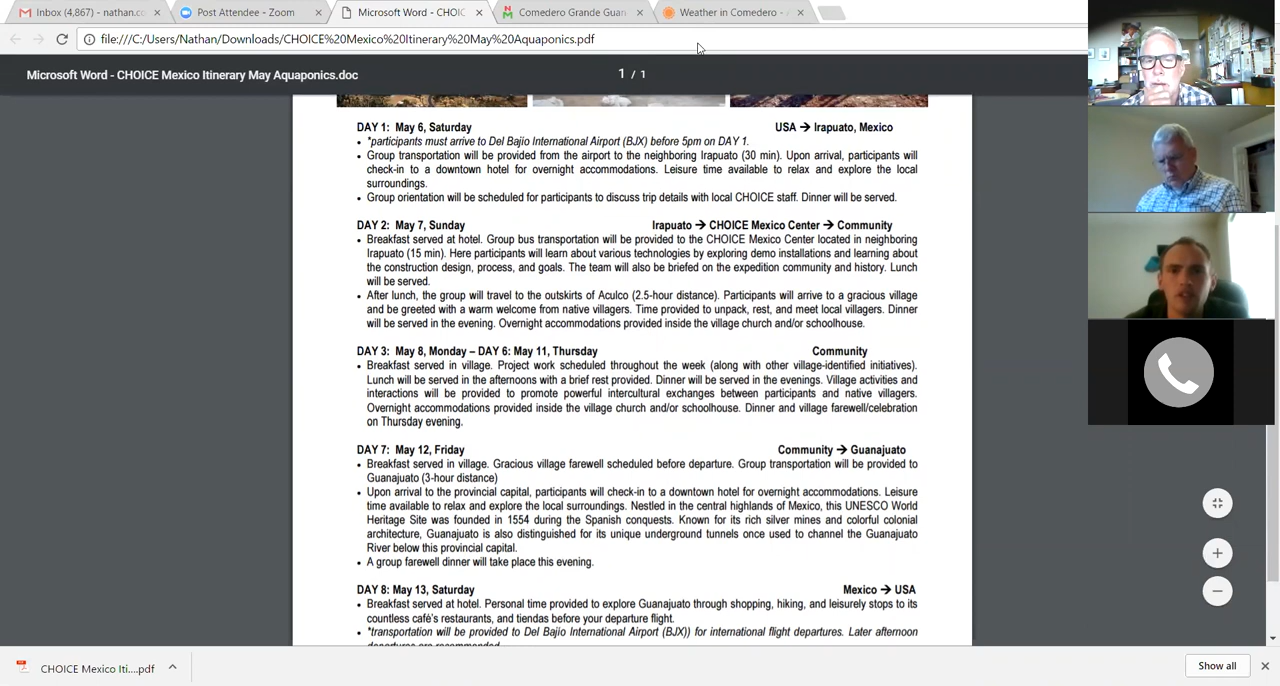 Inbox (4,867) - nathan.c
Post Attendee - Zoom
Microsoft Word - CHOIC
Comedero Grande Guan
Weather in Comedero - A
file:///C:/Users/Nathan/Downloads/CHOICE%20Mexico%20Itinerary%20May%20Aquaponics.pdf
Microsoft Word - CHOICE Mexico Itinerary May Aquaponics.doc
1 / 1
DAY 1: May 6, Saturday USA → Irapuato, Mexico
• *participants must arrive to Del Bajio International Airport (BJX) before 5pm on DAY 1.
• Group transportation will be provided from the airport to the neighboring Irapuato (30 min). Upon arrival, participants will
check-in to a downtown hotel for overnight accommodations. Leisure time available to relax and explore the local
surroundings.
• Group orientation will be scheduled for participants to discuss trip details with local CHOICE staff. Dinner will be served.
DAY 2: May 7, Sunday Irapuato → CHOICE Mexico Center → Community
• Breakfast served at hotel. Group bus transportation will be provided to the CHOICE Mexico Center located in neighboring
Irapuato (15 min). Here participants will learn about various technologies by exploring demo installations and learning about
the construction design, process, and goals. The team will also be briefed on the expedition community and history. Lunch
will be served.
• After lunch, the group will travel to the outskirts of Aculco (2.5-hour distance). Participants will arrive to a gracious village
and be greeted with a warm welcome from native villagers. Time provided to unpack, rest, and meet local villagers. Dinner
will be served in the evening. Overnight accommodations provided inside the village church and/or schoolhouse.
DAY 3: May 8, Monday – DAY 6: May 11, Thursday Community
• Breakfast served in village. Project work scheduled throughout the week (along with other village-identified initiatives).
Lunch will be served in the afternoons with a brief rest provided. Dinner will be served in the evenings. Village activities and
interactions will be provided to promote powerful intercultural exchanges between participants and native villagers.
Overnight accommodations provided inside the village church and/or schoolhouse. Dinner and village farewell/celebration
on Thursday evening.
DAY 7: May 12, Friday Community → Guanajuato
• Breakfast served in village. Gracious village farewell scheduled before departure. Group transportation will be provided to
Guanajuato (3-hour distance)
• Upon arrival to the provincial capital, participants will check-in to a downtown hotel for overnight accommodations. Leisure
time available to relax and explore the local surroundings. Nestled in the central highlands of Mexico, this UNESCO World
Heritage Site was founded in 1554 during the Spanish conquests. Known for its rich silver mines and colorful colonial
architecture, Guanajuato is also distinguished for its unique underground tunnels once used to channel the Guanajuato
River below this provincial capital.
• A group farewell dinner will take place this evening.
DAY 8: May 13, Saturday Mexico → USA
• Breakfast served at hotel. Personal time provided to explore Guanajuato through shopping, hiking, and leisurely stops to its
countless café's restaurants, and tiendas before your departure flight.
• *transportation will be provided to Del Bajio International Airport (BJX)) for international flight departures. Later afternoon
departures are recommended.
CHOICE Mexico Iti....pdf
Show all